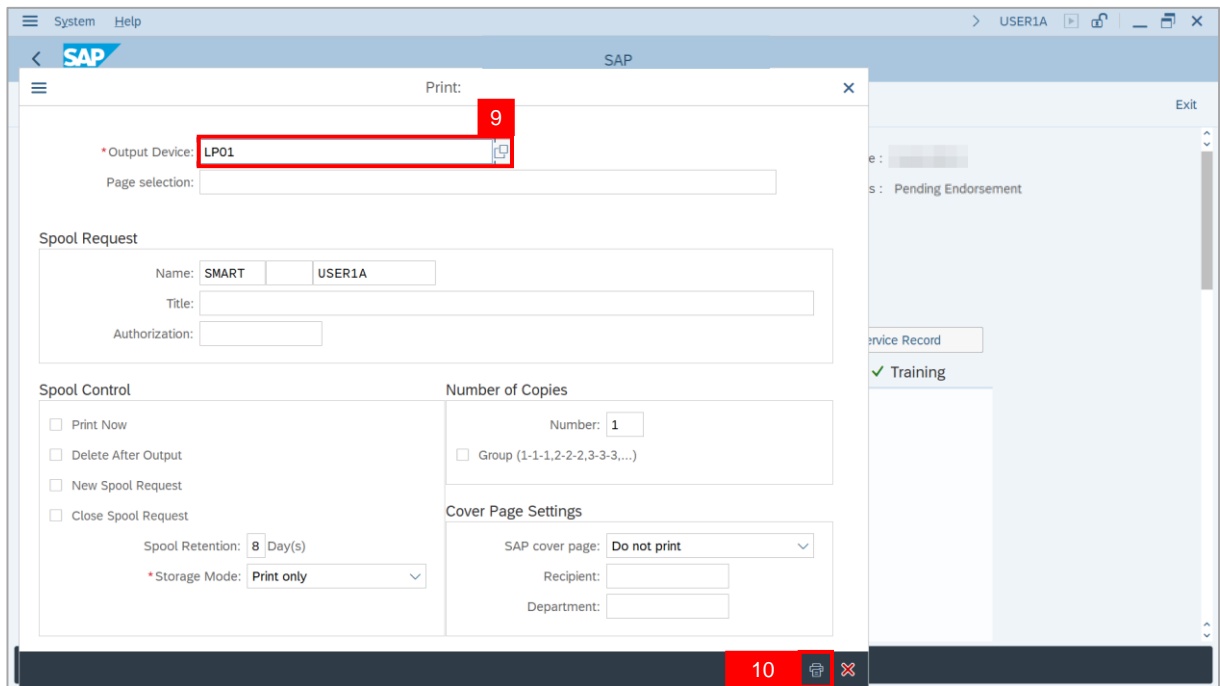 System Help USER1A
SAP SAP
Print:
Exit
9
*Output Device: LP01
e :
Page selection:
s : Pending Endorsement
Spool Request
Name: SMART USER1A
Title:
Authorization:
ervice Record
Training
Spool Control
Number of Copies
Print Now
Number: 1
Delete After Output
Group (1-1-1,2-2-2,3-3-3,...)
New Spool Request
Close Spool Request
Cover Page Settings
Spool Retention: 8 Day(s)
SAP cover page: Do not print
*Storage Mode: Print only
Recipient:
Department:
10